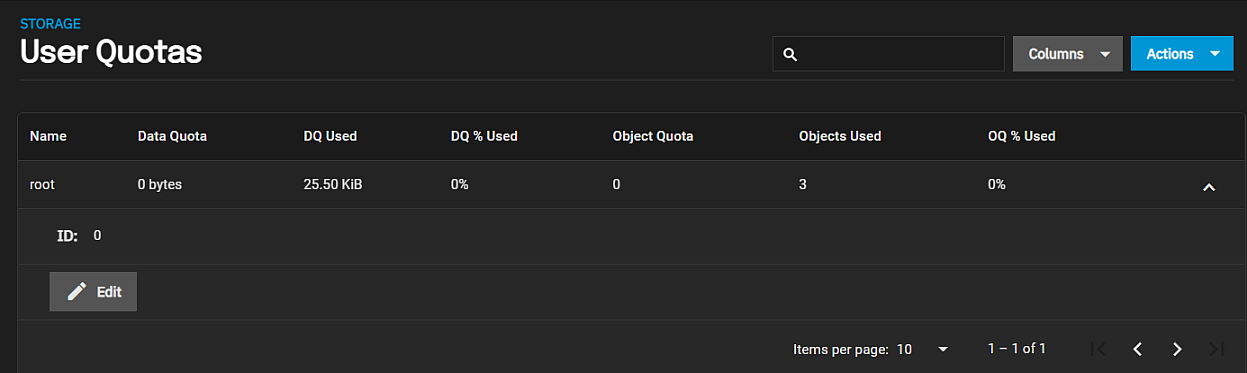 STORAGE
User Quotas
Columns
Actions
Name Data Quota DQ Used DQ % Used Object Quota Objects Used OQ % Used
root 0 bytes 25.50 KiB 0% 0 3 0%
ID: 0
Edit
Items per page: 10 1 – 1 of 1